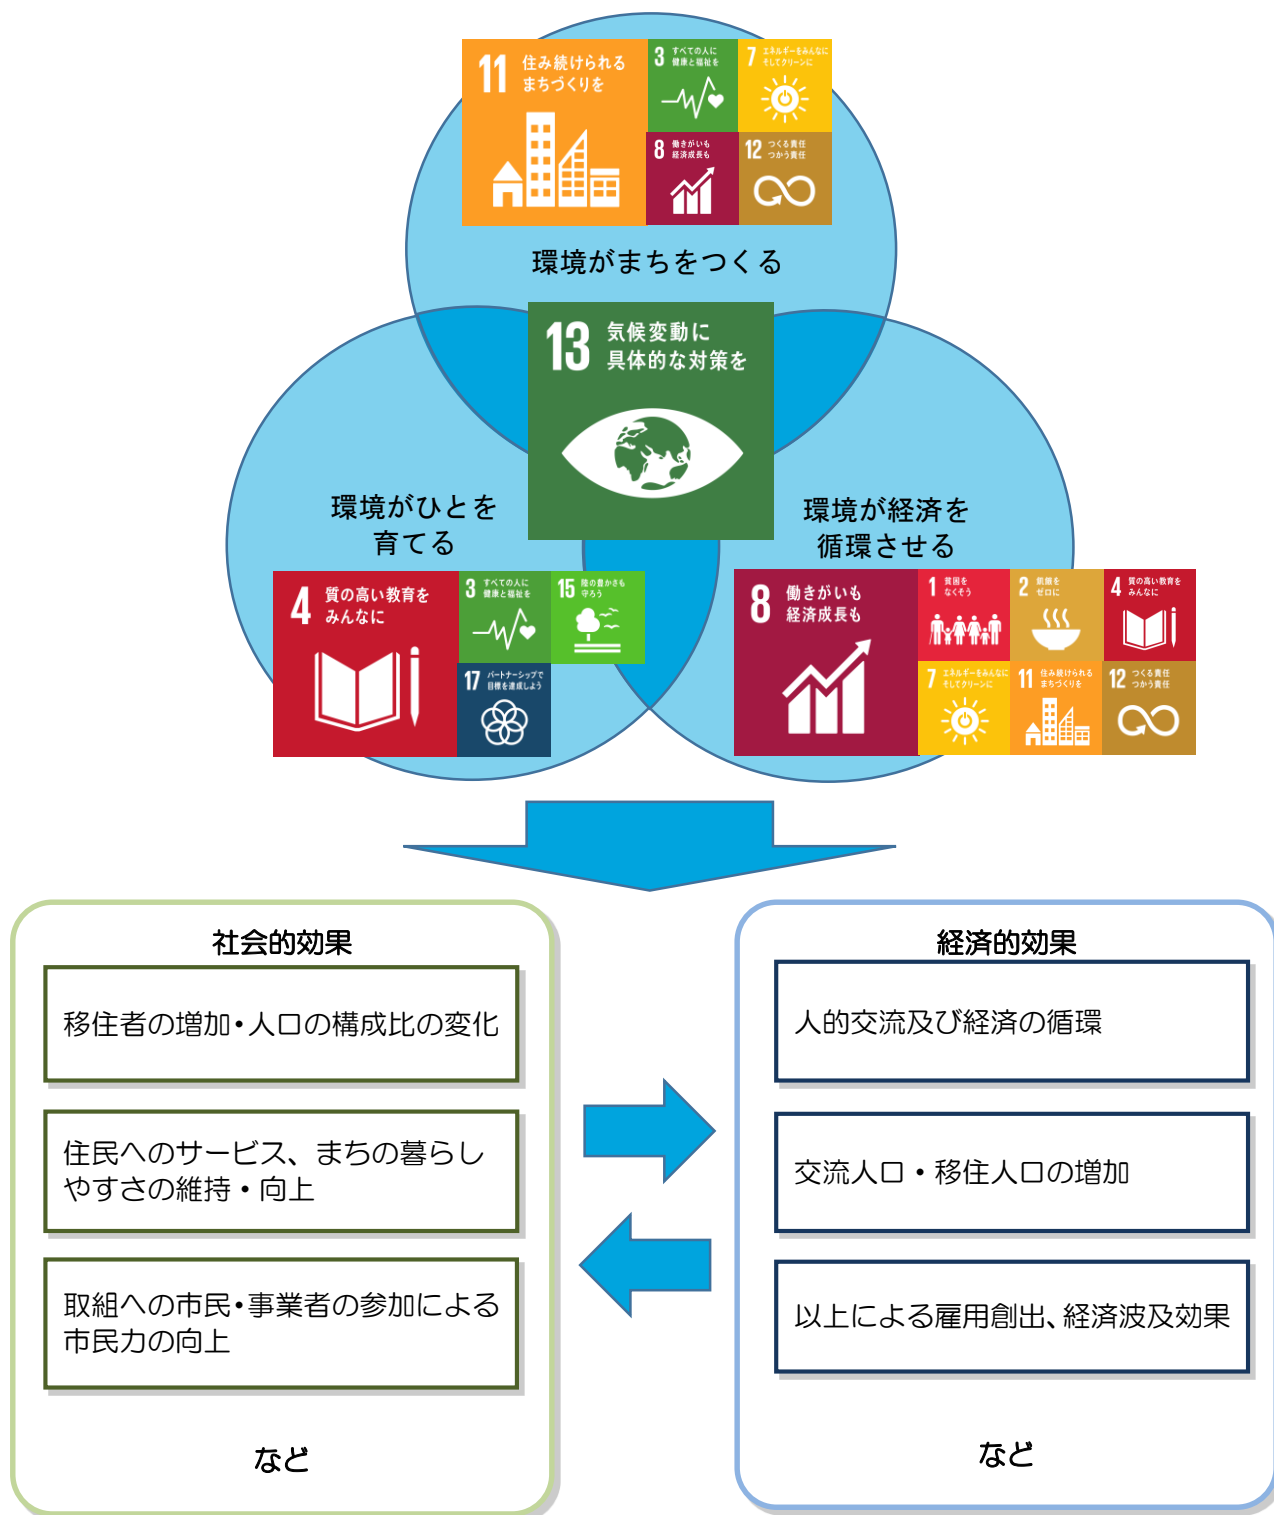 11 住み続けられる
まちづくりを
3 すべての人に
健康と福祉を
7 エネルギーをみんなに
そしてクリーンに
8 働きがいも
経済成長も
12 つくる責任
つかう責任
環境がまちをつくる
13 気候変動に
具体的な対策を
環境がひとを
育てる
4 質の高い教育を
みんなに
3 すべての人に
健康と福祉を
15 陸の豊かさも
守ろう
17 パートナーシップで
目標を達成しよう
環境が経済を
循環させる
8 働きがいも
経済成長も
1 貧困を
なくそう
2 飢餓を
ゼロに
4 質の高い教育を
みんなに
7 エネルギーをみんなに
そしてクリーンに
11 住み続けられる
まちづくりを
12 つくる責任
つかう責任
社会的効果
移住者の増加・人口の構成比の変化
住民へのサービス、まちの暮らし
やすさの維持・向上
取組への市民・事業者の参加による
市民力の向上
など
経済的効果
人的交流及び経済の循環
交流人口・移住人口の増加
以上による雇用創出、経済波及効果
など